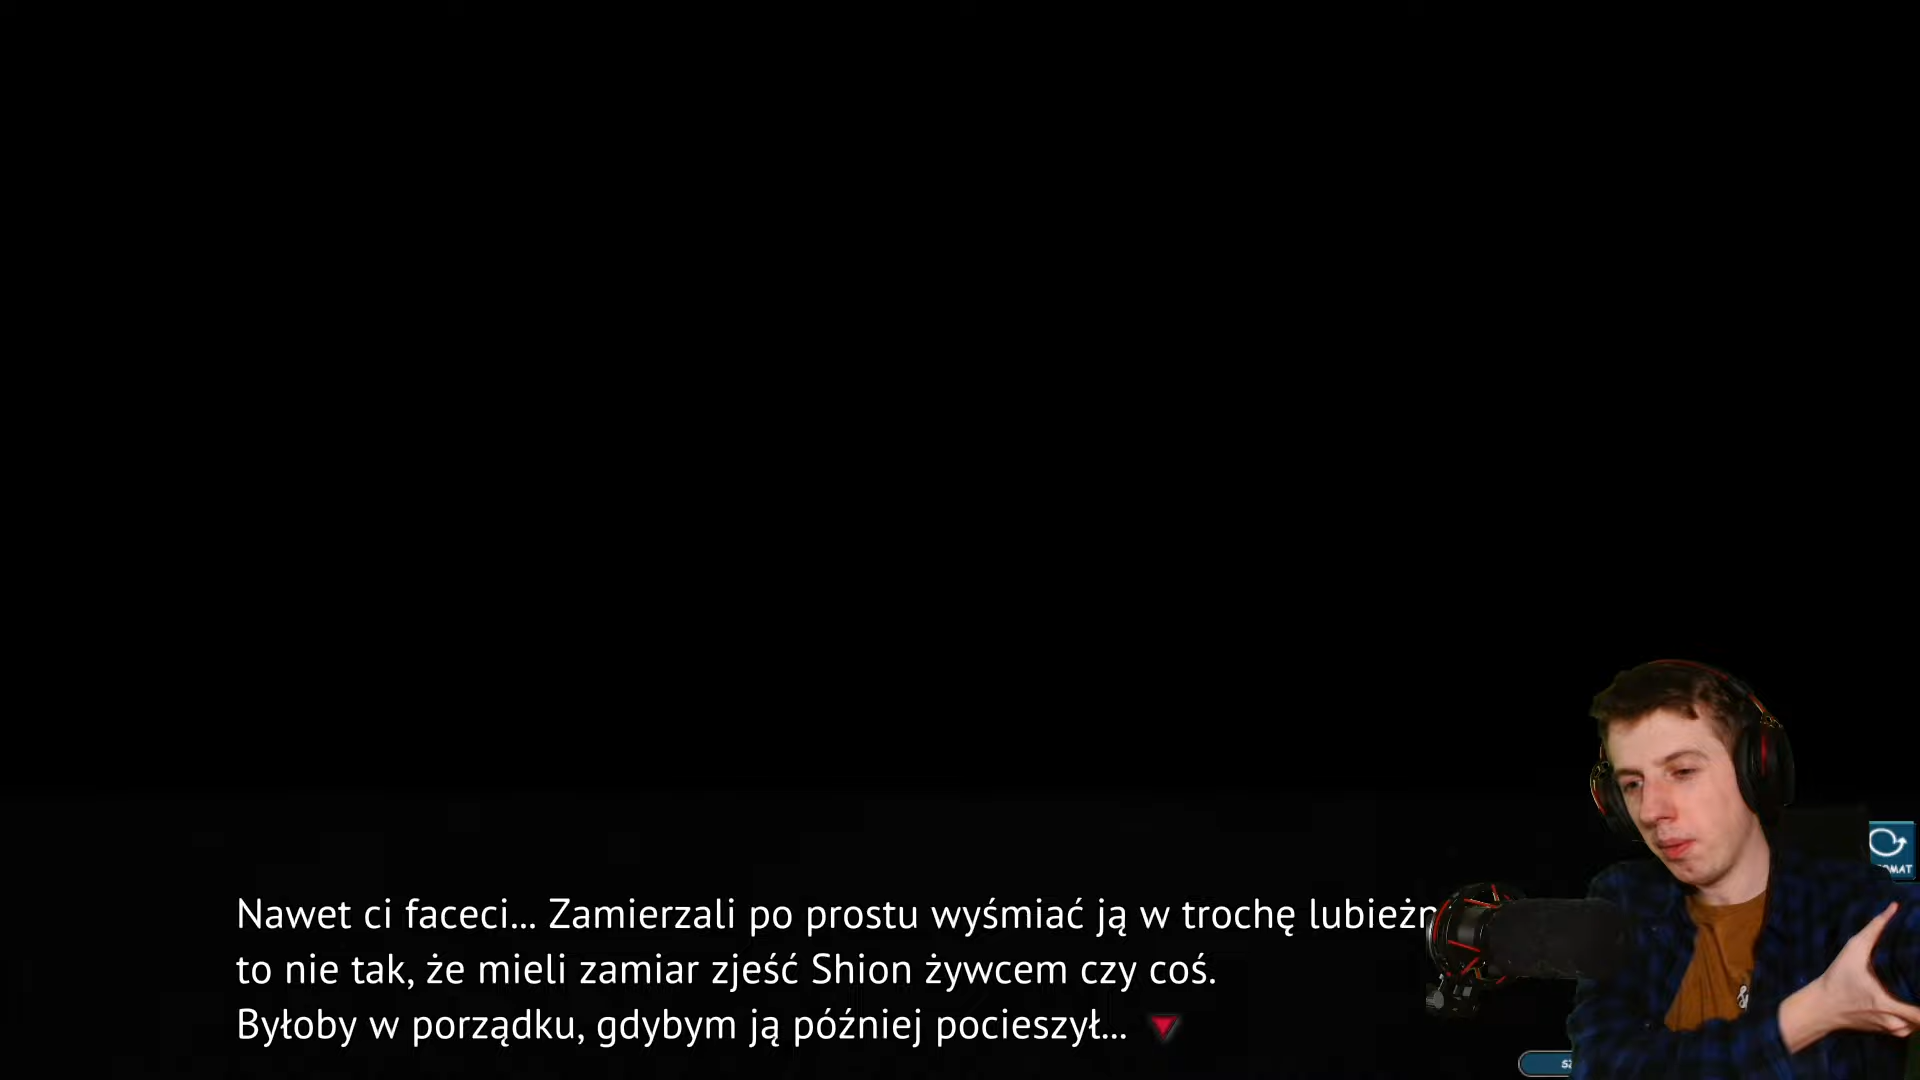 Nawet ci faceci... Zamierzali po prostu wyśmiać ją w trochę
to nie tak, że mieli zamiar zjeść Shion żywcem czy coś.
Byłoby w porządku, gdybym ją później pocieszył...